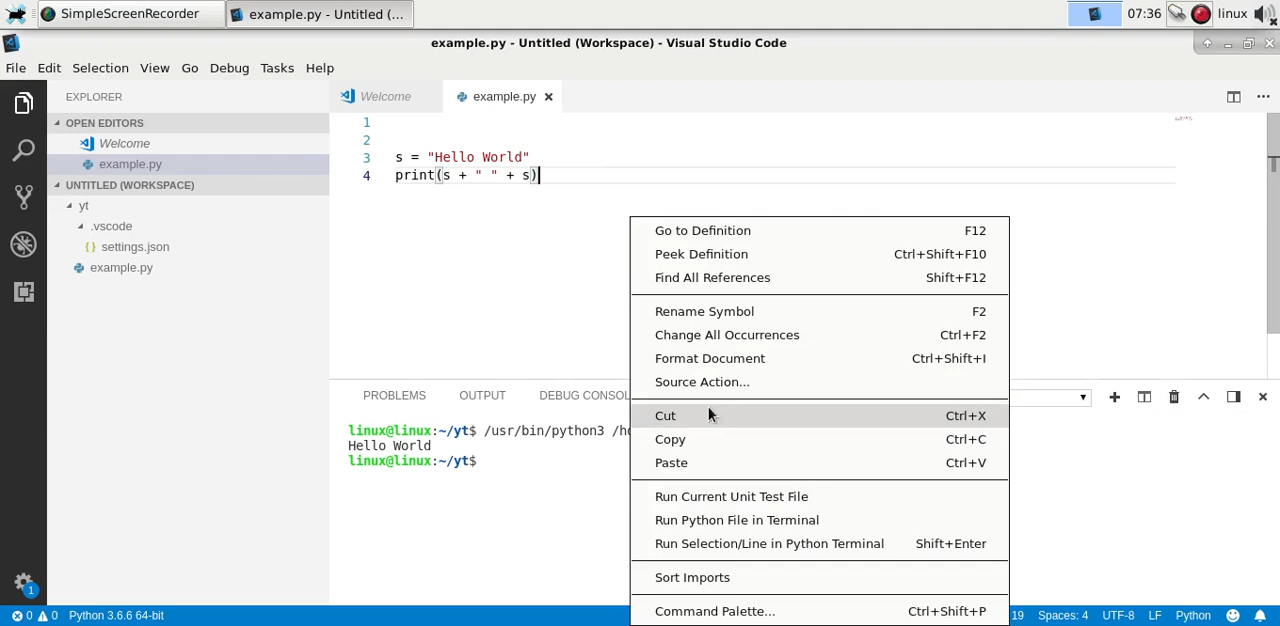 SimpleScreenRecorder
example.py - Untitled (...
07:36
linux
example.py - Untitled (Workspace) - Visual Studio Code
File Edit Selection View Go Debug Tasks Help
EXPLORER
OPEN EDITORS
Welcome
example.py
UNTITLED (WORKSPACE)
yt
.vscode
{ } settings.json
example.py
1
Welcome
example.py
1
2
3 s = "Hello World"
4 print(s + " " + s)
PROBLEMS OUTPUT DEBUG CONSOL
linux@linux:~/yt$ /usr/bin/python3 /ho
Hello World
linux@linux:~/yt$
Go to Definition F12
Peek Definition Ctrl+Shift+F10
Find All References Shift+F12
Rename Symbol F2
Change All Occurrences Ctrl+F2
Format Document Ctrl+Shift+I
Source Action...
Cut Ctrl+X
Copy Ctrl+C
Paste Ctrl+V
Run Current Unit Test File
Run Python File in Terminal
Run Selection/Line in Python Terminal Shift+Enter
Sort Imports
Command Palette... Ctrl+Shift+P
0 0 Python 3.6.6 64-bit
19 Spaces: 4 UTF-8 LF Python